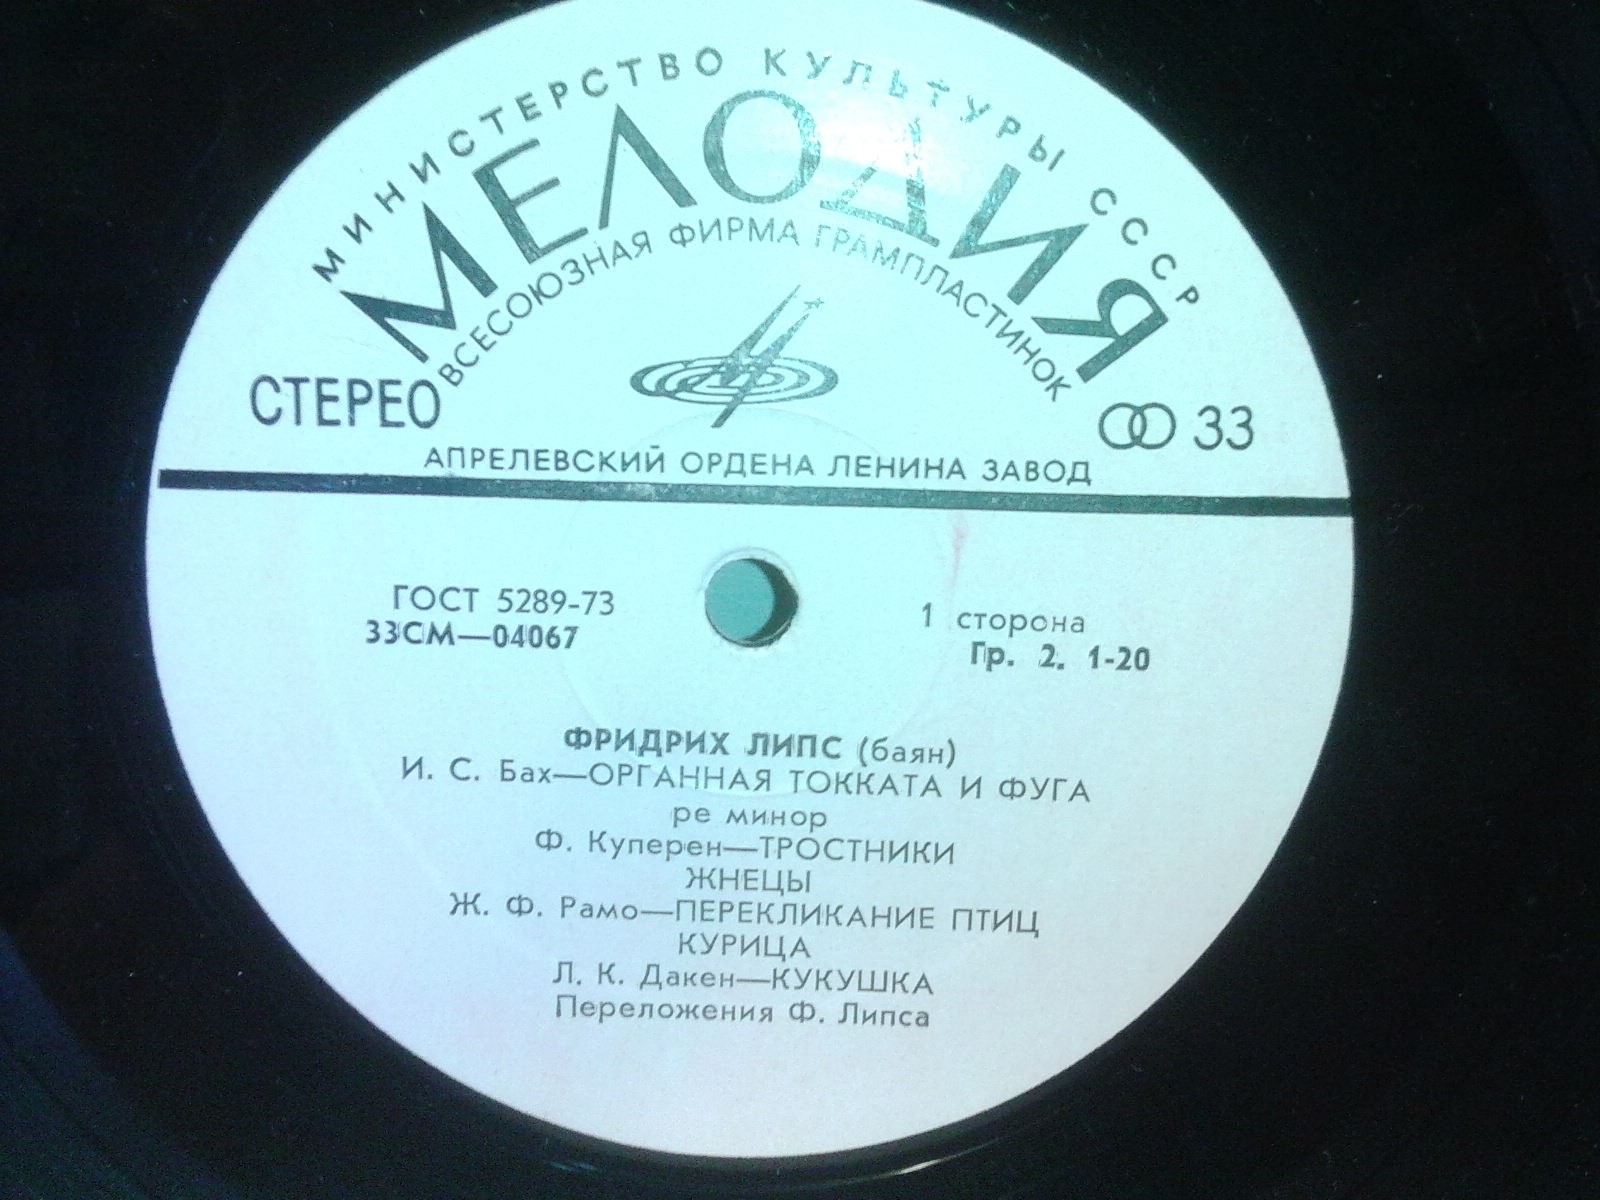 МИНИСТЕРСТВО КУЛЬТУРЫ СССР
МЕЛОДИЯ
ВСЕСОЮЗНАЯ ФИРМА ГРАМПЛАСТИНОК
СТЕРЕО
33
АПРЕЛЕВСКИЙ ОРДЕНА ЛЕНИНА ЗАВОД
ГОСТ 5289-73
33СМ—04067
1 сторона
Гр. 2. 1-20
ФРИДРИХ ЛИПС (баян)
И. С. Бах—ОРГАННАЯ ТОККАТА И ФУГА
ре минор
Ф. Куперен—ТРОСТНИКИ
ЖНЕЦЫ
Ж. Ф. Рамо—ПЕРЕКЛИКАНИЕ ПТИЦ
КУРИЦА
Л. К. Дакен—КУКУШКА
Переложения Ф. Липса